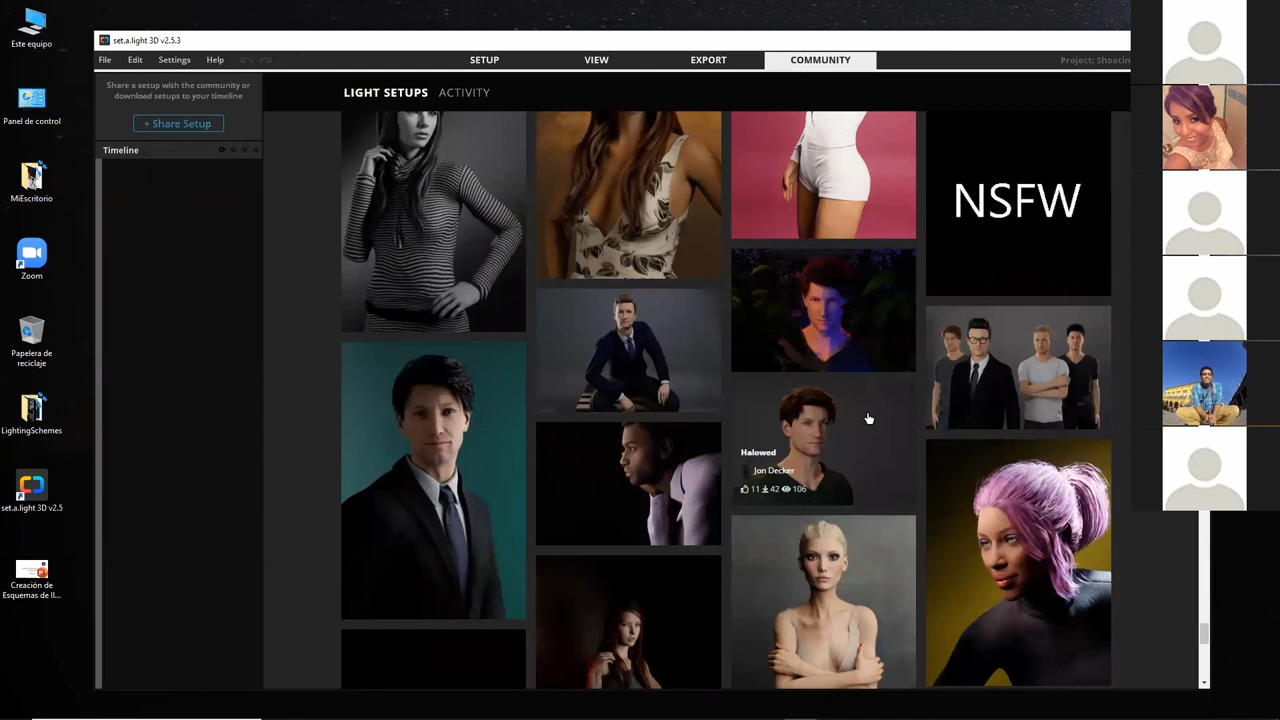 Este equipo
Panel de control
MiEscritorio
Zoom
Papelera de
reciclaje
LightingSchemes
set.a.light 3D v2.5
Creación de
Esquemas de Il...
set.a.light 3D v2.5.3
File Edit Settings Help
SETUP VIEW EXPORT COMMUNITY
Project: Shootin
Share a setup with the community or
download setups to your timeline
+ Share Setup
Timeline
LIGHT SETUPS ACTIVITY
NSFW
Halowed
Jon Decker
11 42 106